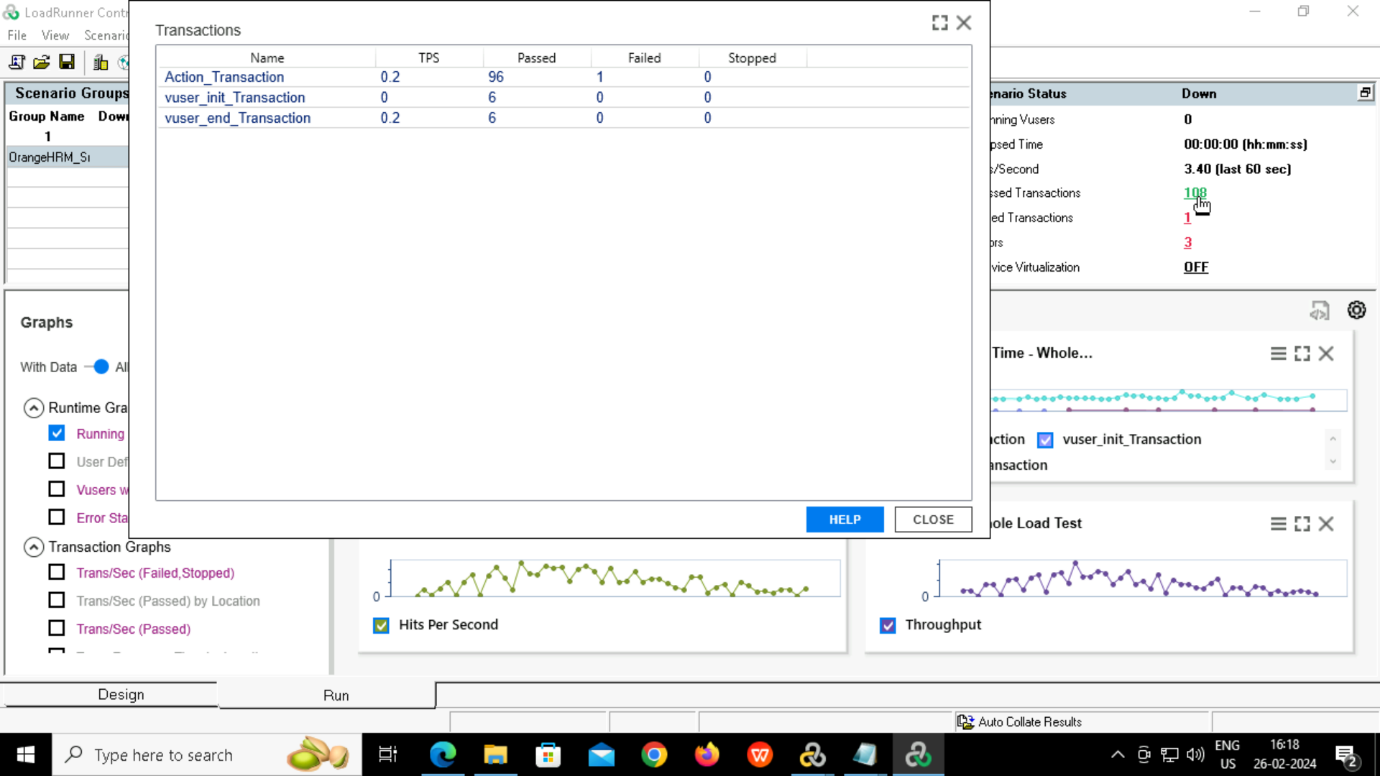 LoadRunner Contr
File View Scenario
Transactions
Name TPS Passed Failed Stopped
Action_Transaction 0.2 96 1 0
vuser_init_Transaction 0 6 0 0
vuser_end_Transaction 0.2 6 0 0
HELP CLOSE
Scenario Groups
Group Name Down
1
OrangeHRM_Si
enario Status Down
nning Vusers 0
psed Time 00:00:00 (hh:mm:ss)
s/Second 3.40 (last 60 sec)
ssed Transactions 108
ed Transactions 1
ors 3
vice Virtualization OFF
Graphs
With Data All
Runtime Gra
Running
User Def
Vusers w
Error Sta
Transaction Graphs
Trans/Sec (Failed,Stopped)
Trans/Sec (Passed) by Location
Trans/Sec (Passed)
Time - Whole...
ction vuser_init_Transaction
ansaction
0
Hits Per Second
ole Load Test
0
Throughput
Design Run
Auto Collate Results
Type here to search
ENG
US
16:18
26-02-2024
2